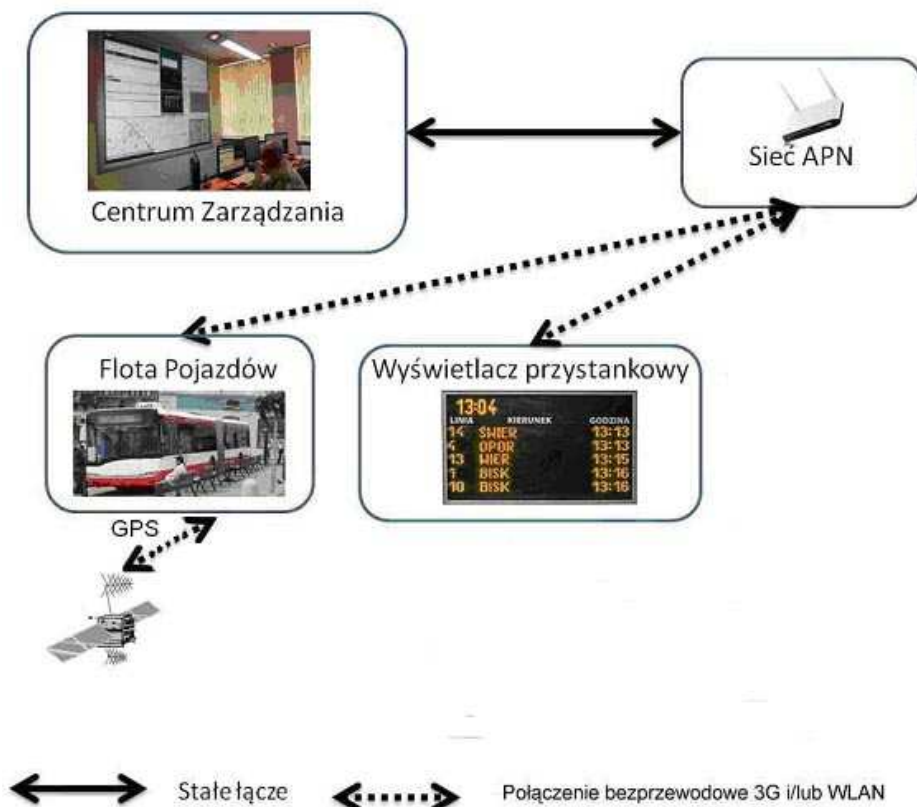 Centrum Zarządzania
Sieć APN
Flota Pojazdów
Wyświetlacz przystankowy
13:04
LINIA KIERUNEK GODZINA
14 ŚWIER 13:13
4 OPOR 13:13
13 WIER 13:15
1 BISK 13:16
10 BISK 13:16
GPS
Stałe łącze
Połączenie bezprzewodowe 3G i/lub WLAN